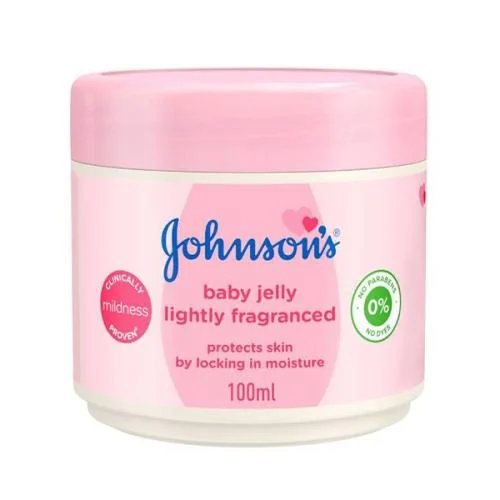 Johnson's®
baby jelly
lightly fragranced
protects skin
by locking in moisture
100ml
CLINICALLY
mildness
PROVEN
NO PARABENS
0%
NO DYES